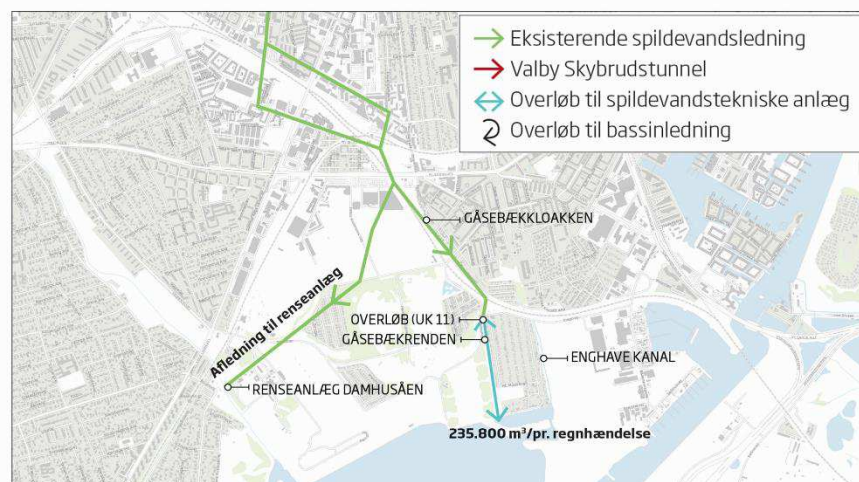 Eksisterende spildevandsledning
Valby Skybrudstunnel
Overløb til spildevandstekniske anlæg
Overløb til bassinledning
GÅSEBÆKKLOAKKEN
Afledning til renseanlæg
OVERLØB (UK 11)
GÅSEBÆKRENDEN
ENGHAVE KANAL
RENSEANLÆG DAMHUSÅEN
235.800 m³/pr. regnhændelse